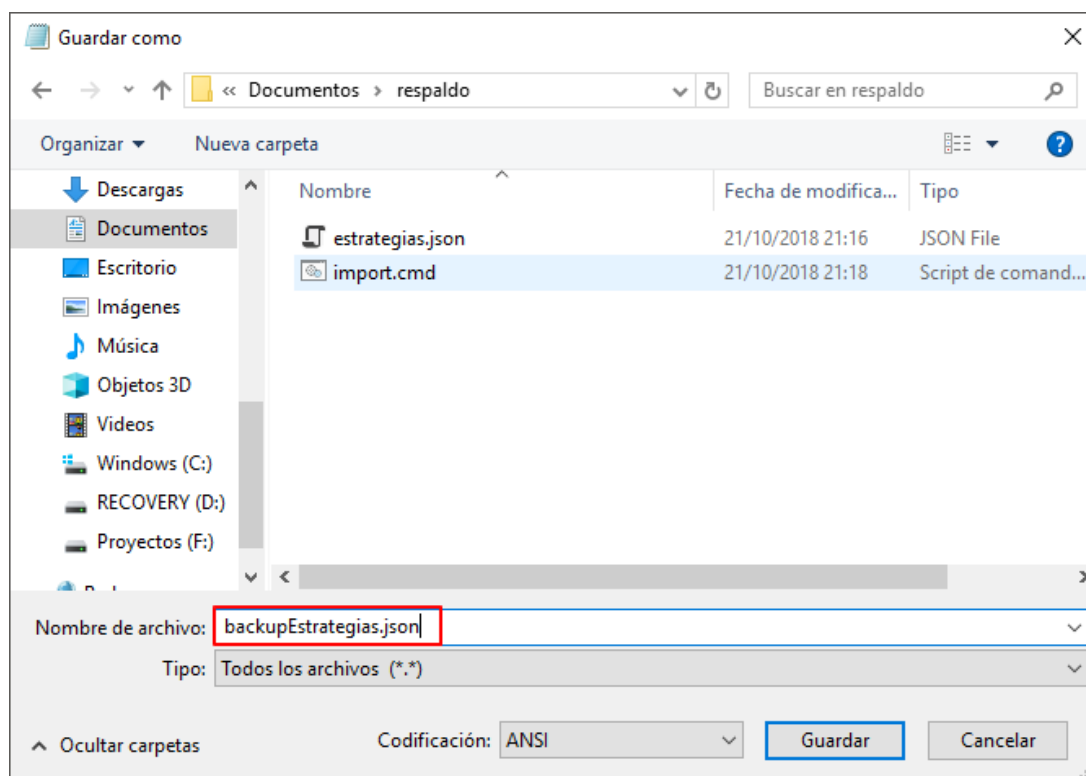 Guardar como
« Documentos › respaldo
Buscar en respaldo
Organizar
Nueva carpeta
?
Nombre
Fecha de modifica...
Tipo
Descargas
Documentos
Escritorio
Imágenes
Música
Objetos 3D
Videos
Windows (C:)
RECOVERY (D:)
Proyectos (F:)
estrategias.json 21/10/2018 21:16 JSON File
import.cmd 21/10/2018 21:18 Script de comand...
Nombre de archivo: backupEstrategias.json
Tipo: Todos los archivos (*.*)
Ocultar carpetas
Codificación: ANSI
Guardar
Cancelar